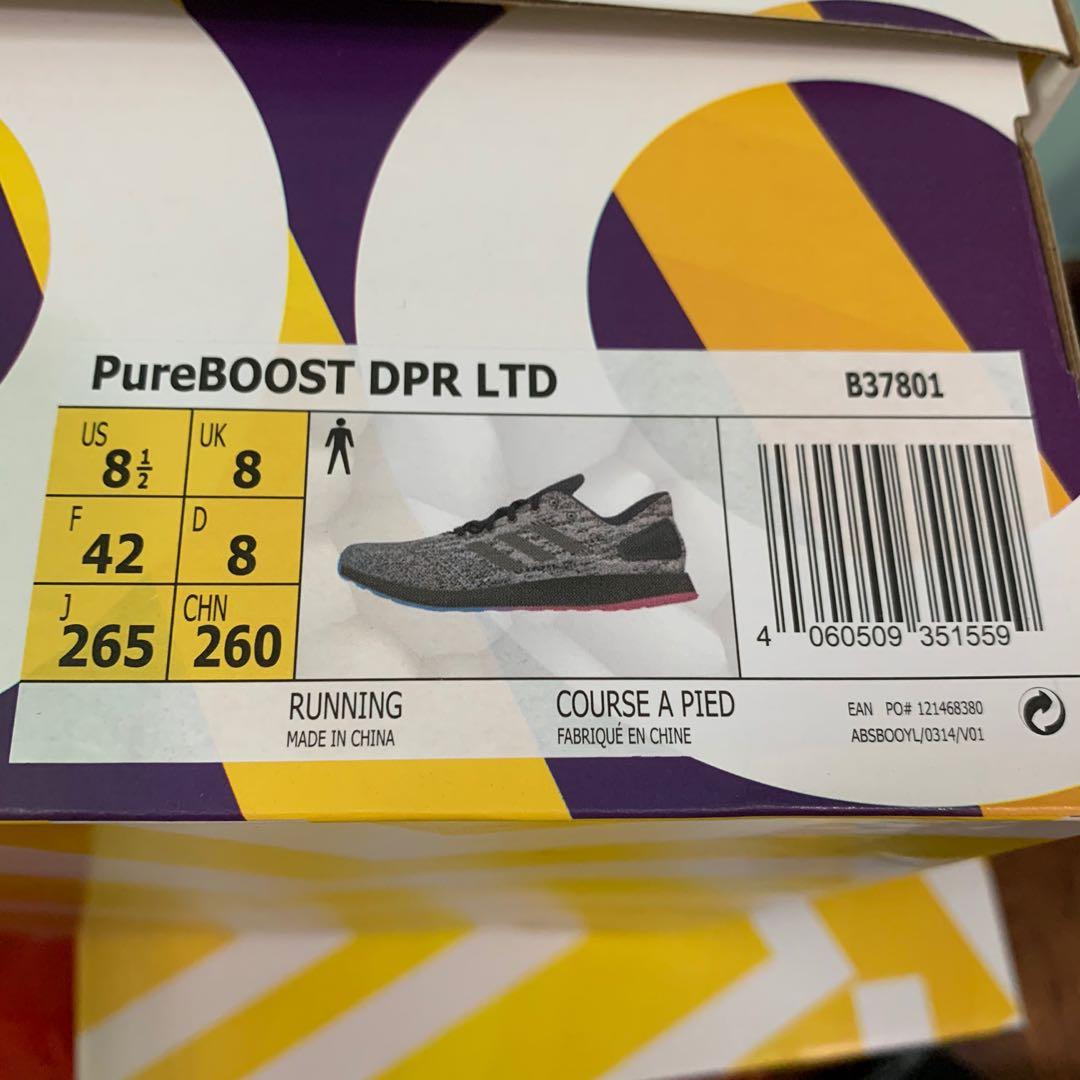 PureBOOST DPR LTD
B37801
US 8½ UK 8
F 42 D 8
J 265 CHN 260
4 060509 351559
RUNNING
MADE IN CHINA
COURSE A PIED
FABRIQUÉ EN CHINE
EAN PO# 121468380
ABSBOOYL/0314/V01